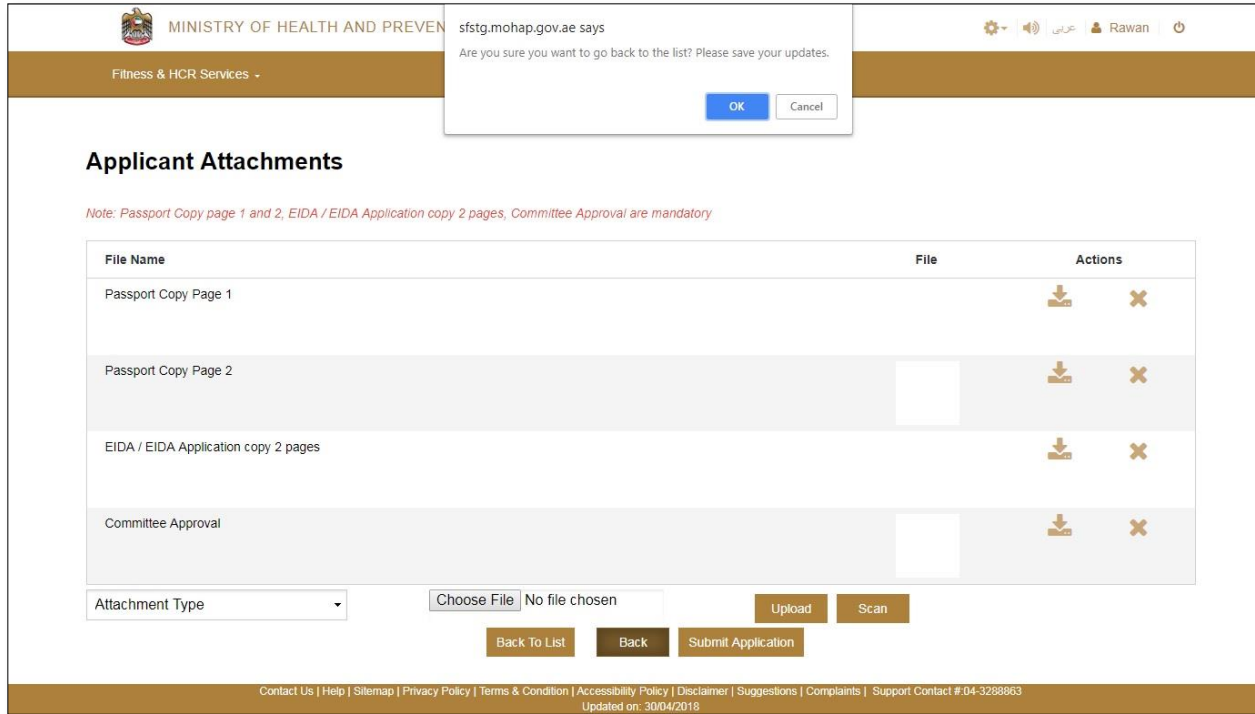 MINISTRY OF HEALTH AND PREVEN
عربى
Rawan
sfstg.mohap.gov.ae says
Are you sure you want to go back to the list? Please save your updates.
OK
Cancel
Fitness & HCR Services
Applicant Attachments
Note: Passport Copy page 1 and 2, EIDA / EIDA Application copy 2 pages, Committee Approval are mandatory
File Name File Actions
Passport Copy Page 1
Passport Copy Page 2
EIDA / EIDA Application copy 2 pages
Committee Approval
Attachment Type Choose File No file chosen Upload Scan
Back To List Back Submit Application
Contact Us | Help | Sitemap | Privacy Policy | Terms & Condition | Accessibility Policy | Disclaimer | Suggestions | Complaints | Support Contact #:04-3288863
Updated on: 30/04/2018